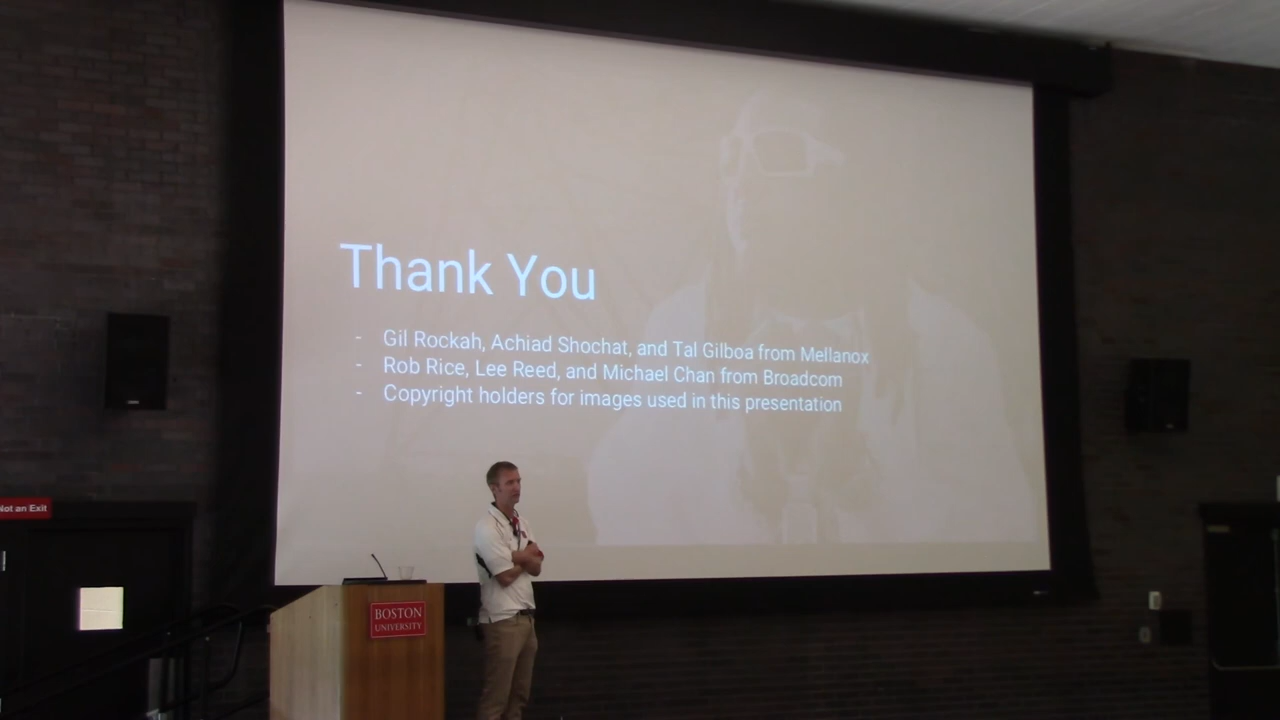 Thank You
- Gil Rockah, Achiad Shochat, and Tal Gilboa from Mellanox
- Rob Rice, Lee Reed, and Michael Chan from Broadcom
- Copyright holders for images used in this presentation
Not an Exit
BOSTON
UNIVERSITY